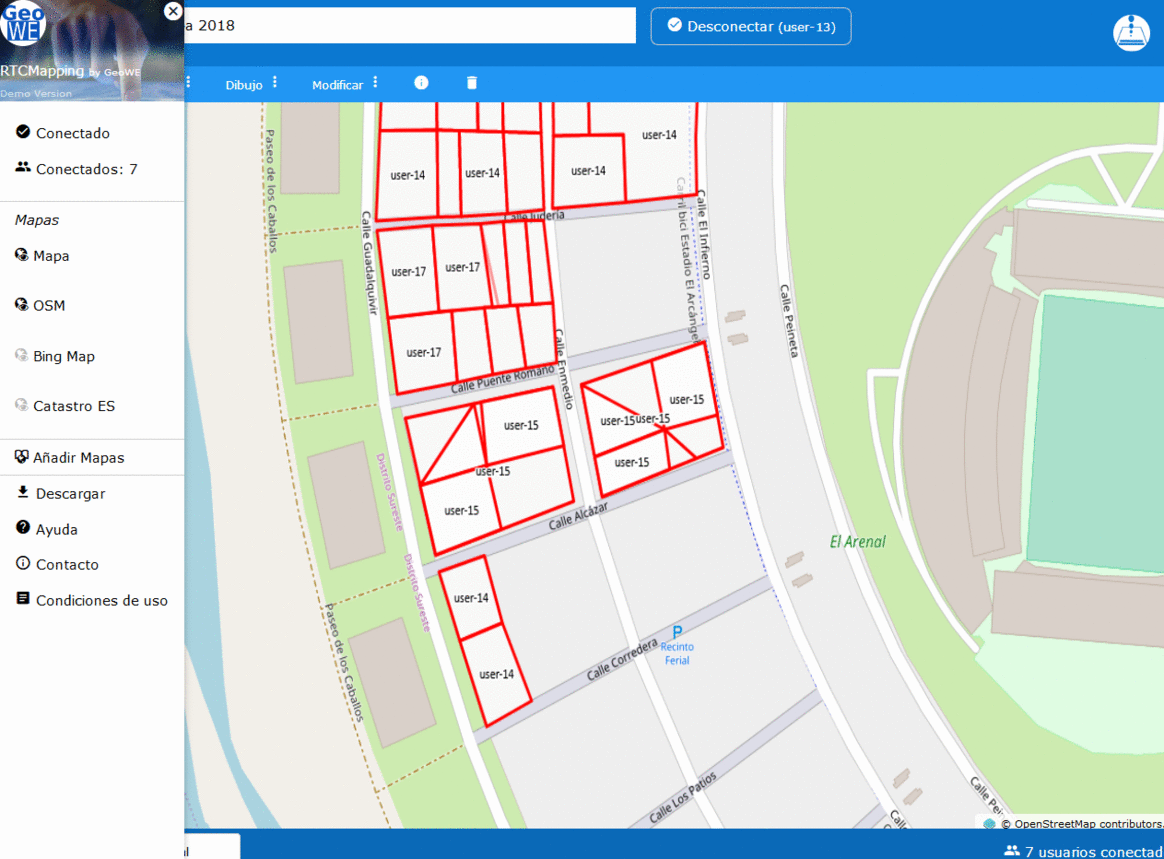 Geo
WE
RTCMapping by GeoWE
Demo Version
a 2018
Desconectar (user-13)
Dibujo
Modificar
Conectado
Conectados: 7
Mapas
Mapa
OSM
Bing Map
Catastro ES
Añadir Mapas
Descargar
Ayuda
Contacto
Condiciones de uso
Paseo de los Caballos
Calle Guadalquivir
user-14
user-14
user-14
user-14
Calle Judería
Carril bici Estadio El Arcángel
Calle El Infierno
Calle Peineta
user-17
user-17
user-17
Calle Puente Romano
Calle Enmedio
user-15
user-15
user-15
user-15
user-15
user-15
user-15
Calle Alcázar
Distrito Sureste
Distrito Sureste
El Arenal
user-14
user-14
P
Recinto
Ferial
Calle Corredera
Paseo de los Caballos
Calle Los Patios
Calle
Calle Pei
© OpenStreetMap contributors.
7 usuarios conectad